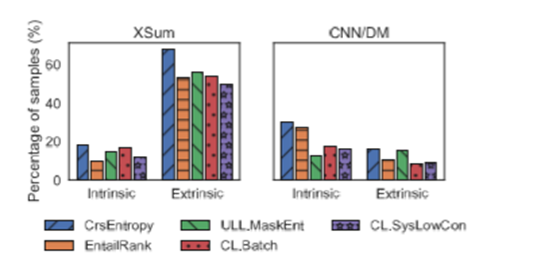 XSum
CNN/DM
Percentage of samples (%)
60
40
20
0
Intrinsic
Extrinsic
Intrinsic
Extrinsic
CrsEntropy
ULL.MaskEnt
CL.SysLowCon
EntailRank
CL.Batch